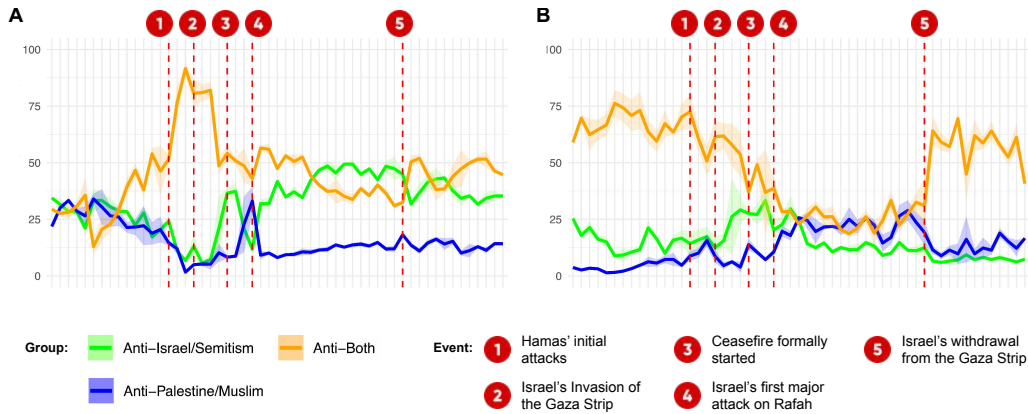 A
B
1 2 3 4 5
1 2 3 4 5
100
75
50
25
0
100
75
50
25
0
Group:
Anti−Israel/Semitism
Anti−Both
Anti−Palestine/Muslim
Event:
1 Hamas’ initial
attacks
2 Israel’s Invasion of
the Gaza Strip
3 Ceasefire formally
started
4 Israel’s first major
attack on Rafah
5 Israel’s withdrawal
from the Gaza Strip